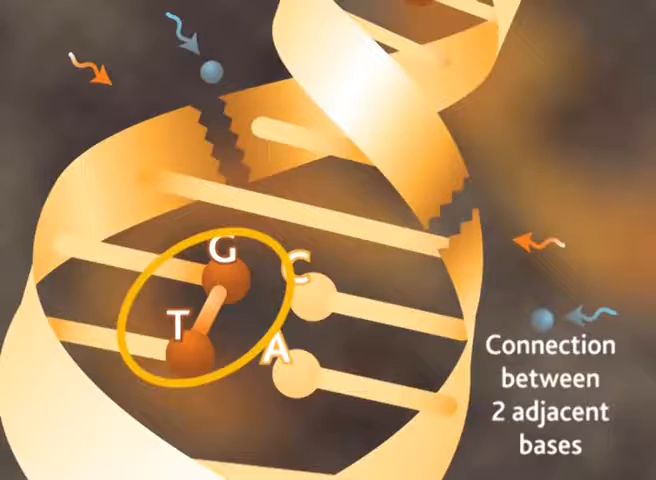 G
C
T
A
Connection
between
2 adjacent
bases